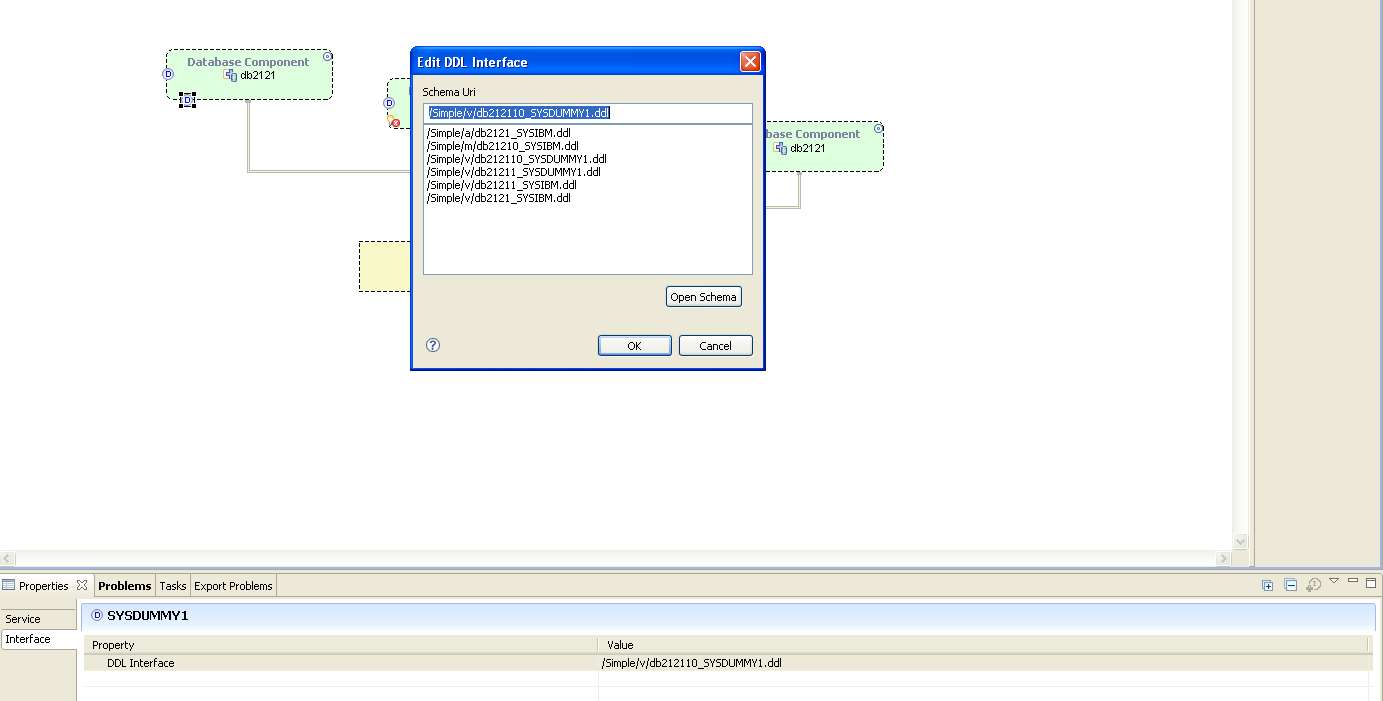 Database Component
db2121
D
D
D
Edit DDL Interface
Schema Uri
/Simple/v/db212110_SYSDUMMY1.ddl
/Simple/a/db2121_SYSIBM.ddl
/Simple/m/db21210_SYSIBM.ddl
/Simple/v/db212110_SYSDUMMY1.ddl
/Simple/v/db21211_SYSDUMMY1.ddl
/Simple/v/db21211_SYSIBM.ddl
/Simple/v/db2121_SYSIBM.ddl
Open Schema
?
OK
Cancel
base Component
db2121
Properties
Problems
Tasks
Export Problems
Service
Interface
D SYSDUMMY1
Property Value
DDL Interface /Simple/v/db212110_SYSDUMMY1.ddl